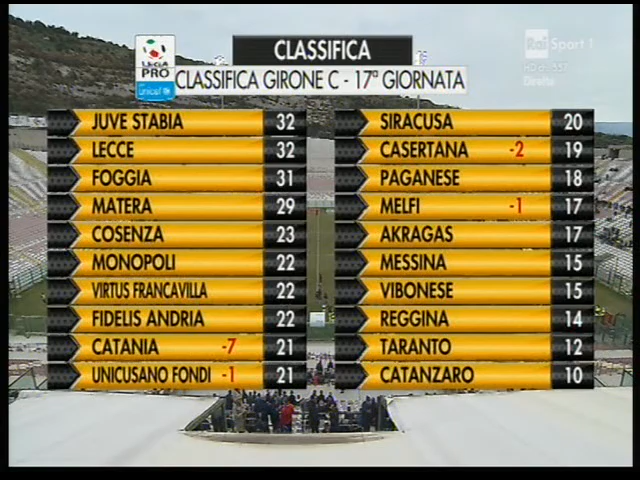 CLASSIFICA
LEGA
PRO
unicef
CLASSIFICA GIRONE C - 17ª GIORNATA
Rai Sport 1
Diretta
JUVE STABIA 32
LECCE 32
FOGGIA 31
MATERA 29
COSENZA 23
MONOPOLI 22
VIRTUS FRANCAVILLA 22
FIDELIS ANDRIA 22
CATANIA -7 21
UNICUSANO FONDI -1 21
SIRACUSA 20
CASERTANA -2 19
PAGANESE 18
MELFI -1 17
AKRAGAS 17
MESSINA 15
VIBONESE 15
REGGINA 14
TARANTO 12
CATANZARO 10